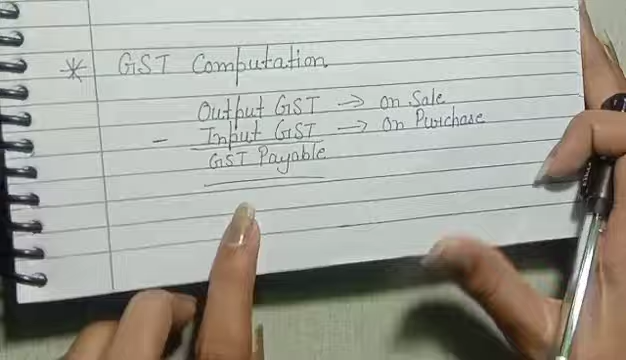 * GST Computation
Output GST → on Sale
- Input GST → on Purchase
GST Payable